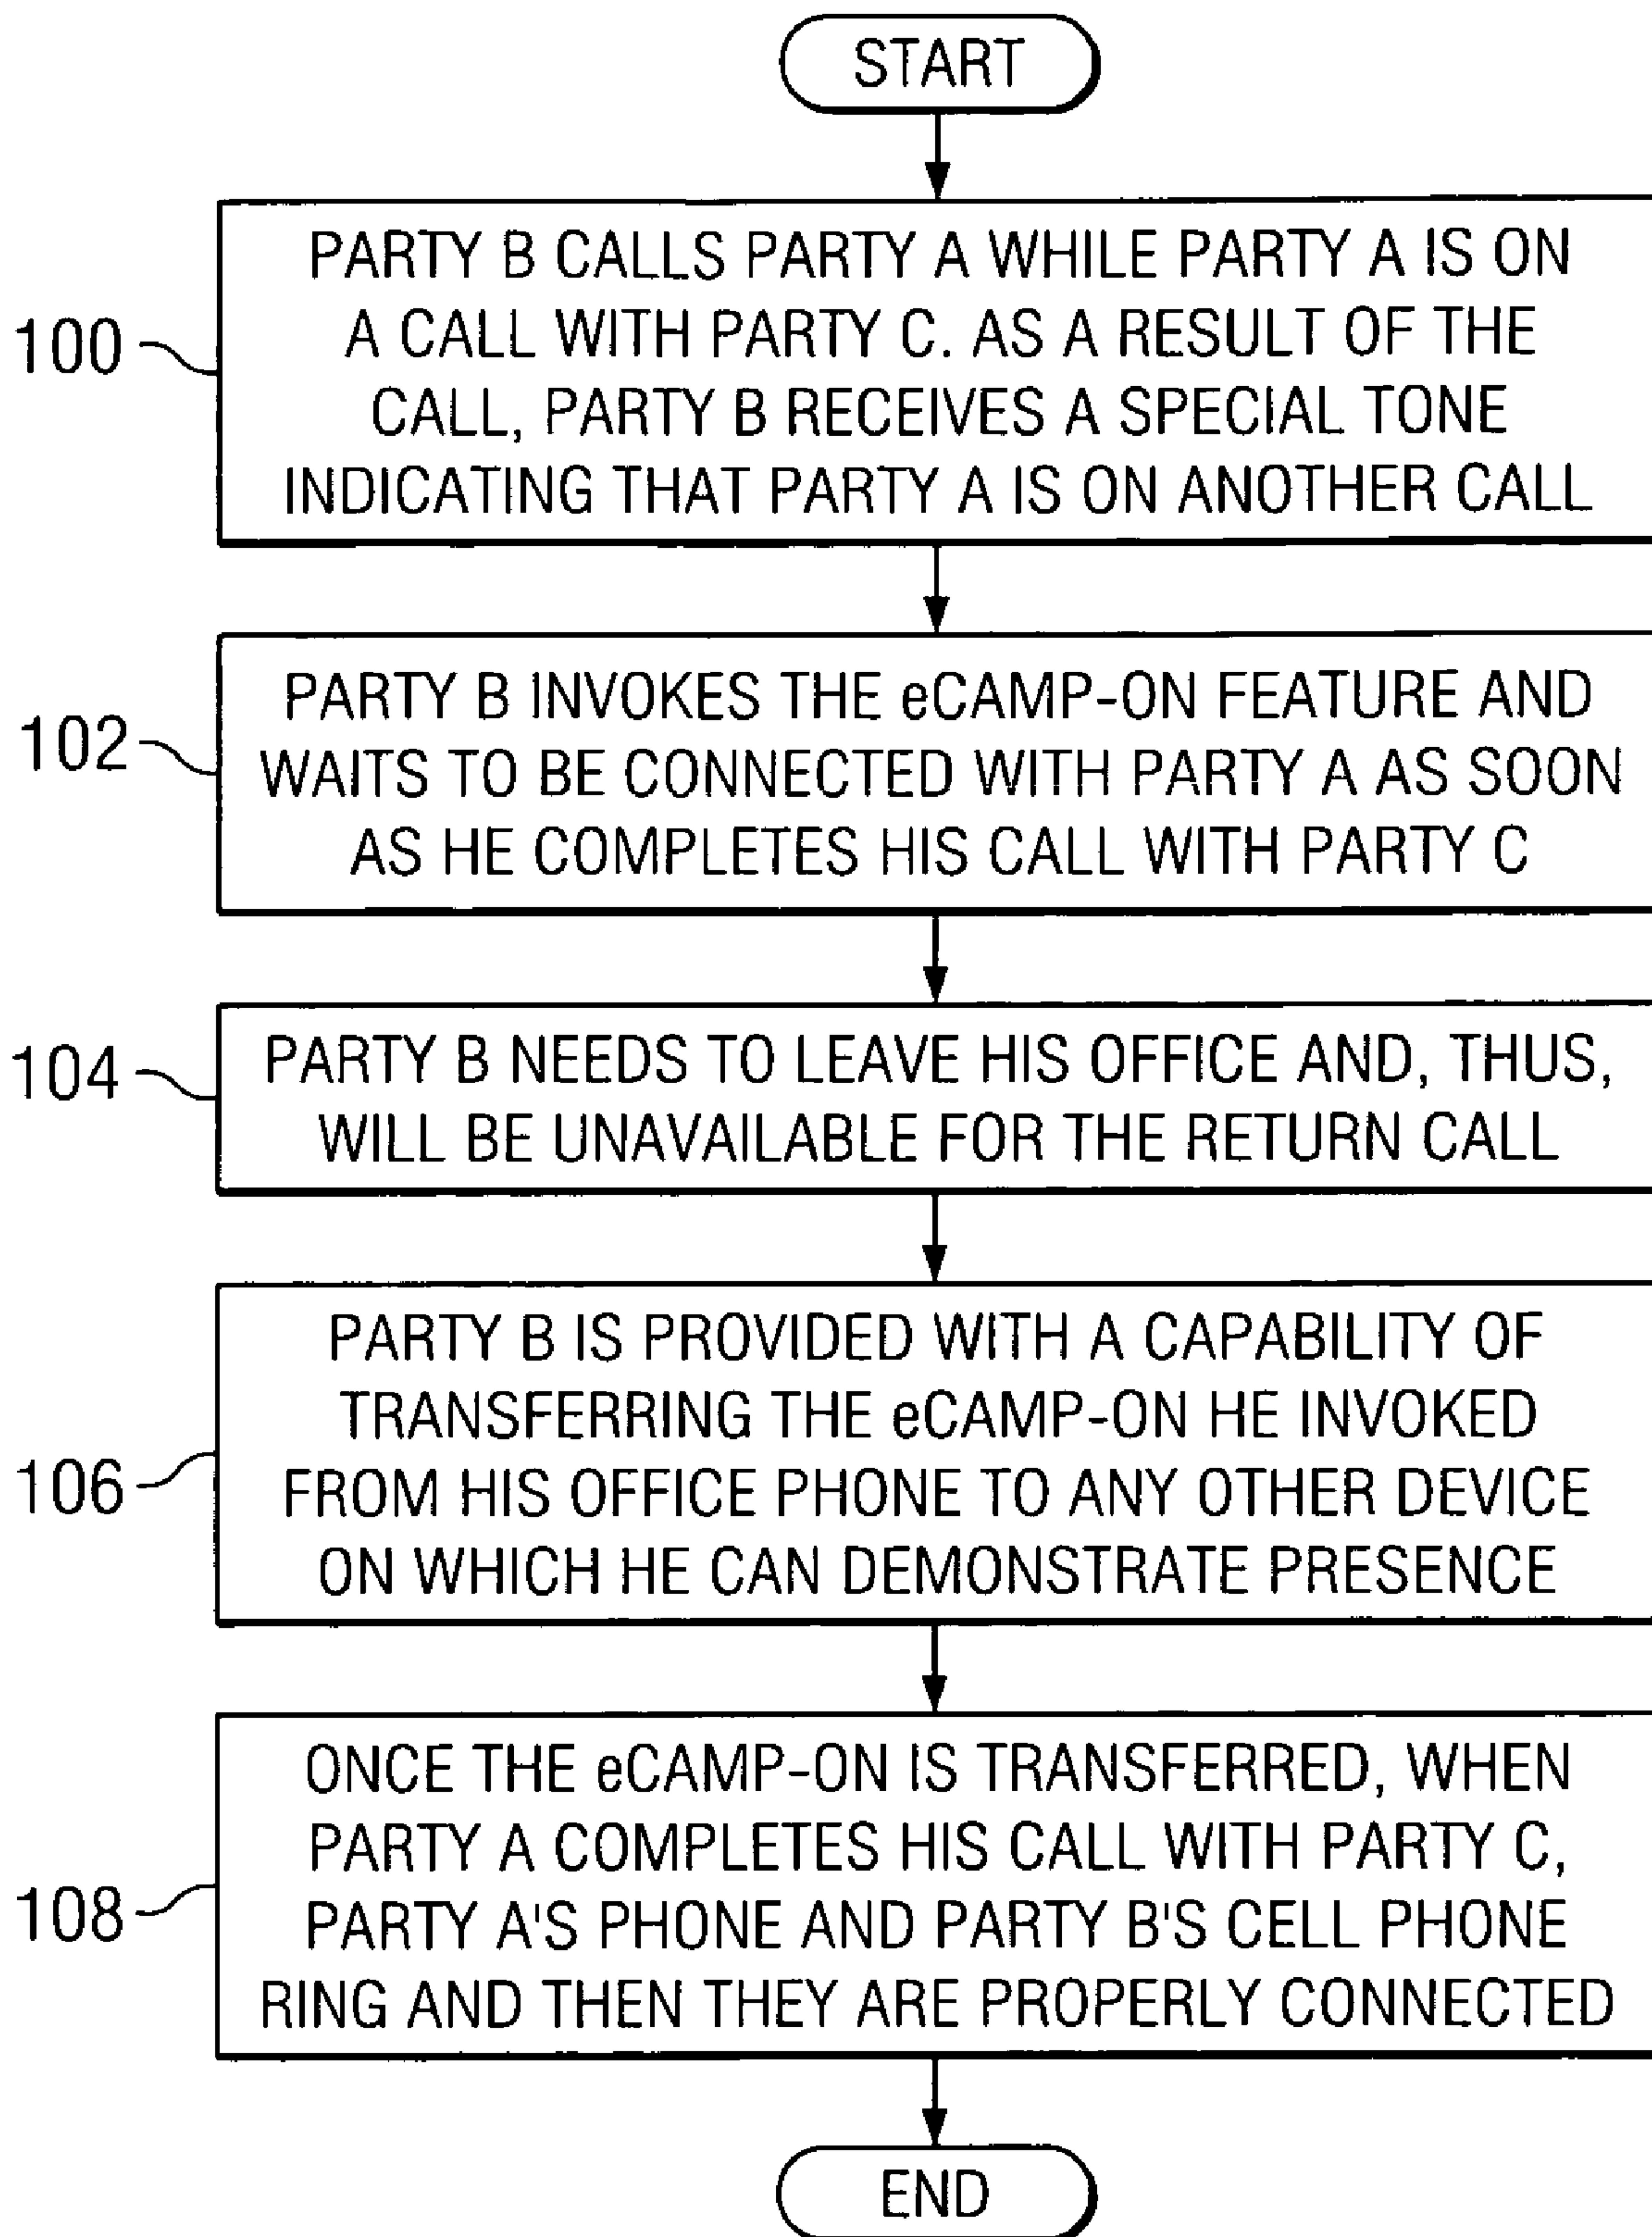 START
100
PARTY B CALLS PARTY A WHILE PARTY A IS ON
A CALL WITH PARTY C. AS A RESULT OF THE
CALL, PARTY B RECEIVES A SPECIAL TONE
INDICATING THAT PARTY A IS ON ANOTHER CALL
102
PARTY B INVOKES THE eCAMP-ON FEATURE AND
WAITS TO BE CONNECTED WITH PARTY A AS SOON
AS HE COMPLETES HIS CALL WITH PARTY C
104
PARTY B NEEDS TO LEAVE HIS OFFICE AND, THUS,
WILL BE UNAVAILABLE FOR THE RETURN CALL
106
PARTY B IS PROVIDED WITH A CAPABILITY OF
TRANSFERRING THE eCAMP-ON HE INVOKED
FROM HIS OFFICE PHONE TO ANY OTHER DEVICE
ON WHICH HE CAN DEMONSTRATE PRESENCE
108
ONCE THE eCAMP-ON IS TRANSFERRED, WHEN
PARTY A COMPLETES HIS CALL WITH PARTY C,
PARTY A'S PHONE AND PARTY B'S CELL PHONE
RING AND THEN THEY ARE PROPERLY CONNECTED
END